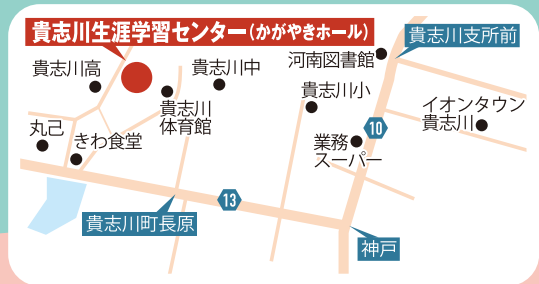 貴志川生涯学習センター(かがやきホール)
貴志川支所前
貴志川高
貴志川中
河南図書館
貴志川
体育館
貴志川小
イオンタウン
貴志川
丸己
きわ食堂
業務
スーパー
10
13
貴志川町長原
神戸